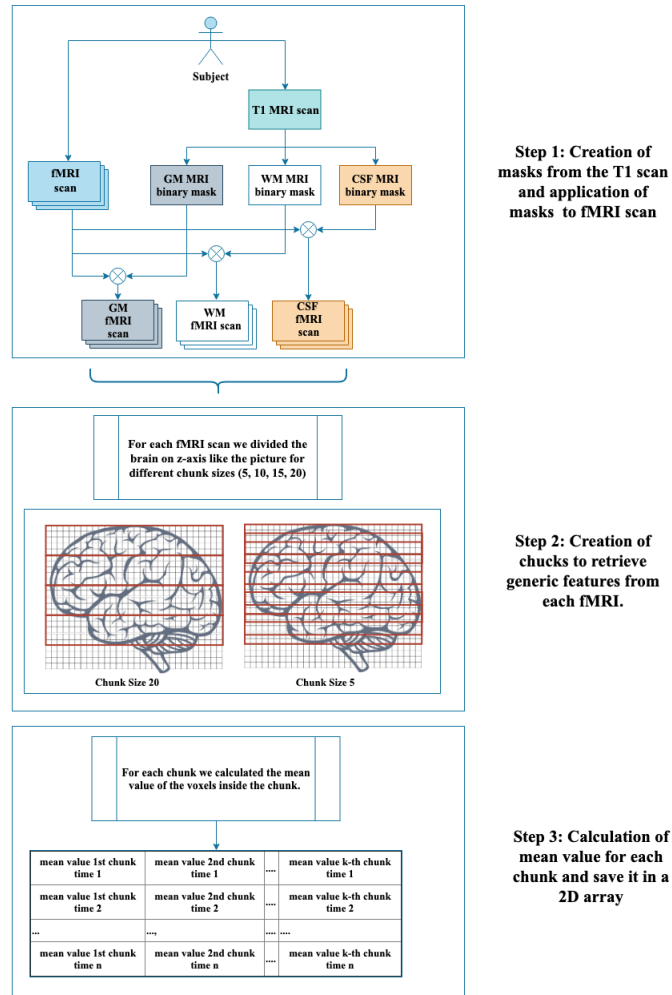 Subject
T1 MRI scan
fMRI
scan
GM MRI
binary mask
WM MRI
binary mask
CSF MRI
binary mask
GM
fMRI
scan
WM
fMRI scan
CSF
fMRI
scan
Step 1: Creation of
masks from the T1 scan
and application of
masks to fMRI scan
For each fMRI scan we divided the
brain on z-axis like the picture for
different chunk sizes (5, 10, 15, 20)
Chunk Size 20
Chunk Size 5
Step 2: Creation of
chucks to retrieve
generic features from
each fMRI.
For each chunk we calculated the mean
value of the voxels inside the chunk.
mean value 1st chunk
time 1
mean value 2nd chunk
time 1
....
mean value k-th chunk
time 1
mean value 1st chunk
time 2
mean value 2nd chunk
time 2
....
mean value k-th chunk
time 2
...
...,
....
....
mean value 1st chunk
time n
mean value 2nd chunk
time n
....
mean value k-th chunk
time n
Step 3: Calculation of
mean value for each
chunk and save it in a
2D array